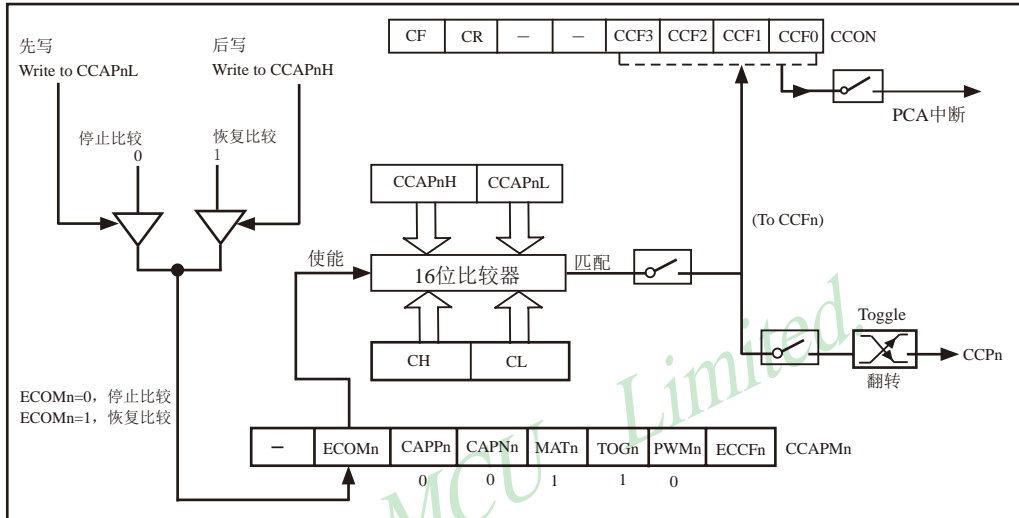 CF CR – – CCF3 CCF2 CCF1 CCF0 CCON
先写
Write to CCAPnL
后写
Write to CCAPnH
PCA中断
停止比较
0
恢复比较
1
CCAPnH CCAPnL
(To CCFn)
使能
16位比较器
匹配
CH CL
Toggle
CCPn
翻转
ECOMn=0，停止比较
ECOMn=1，恢复比较
– ECOMn CAPPn CAPNn MATn TOGn PWMn ECCFn CCAPMn
0 0 1 1 0
MCU Limited.